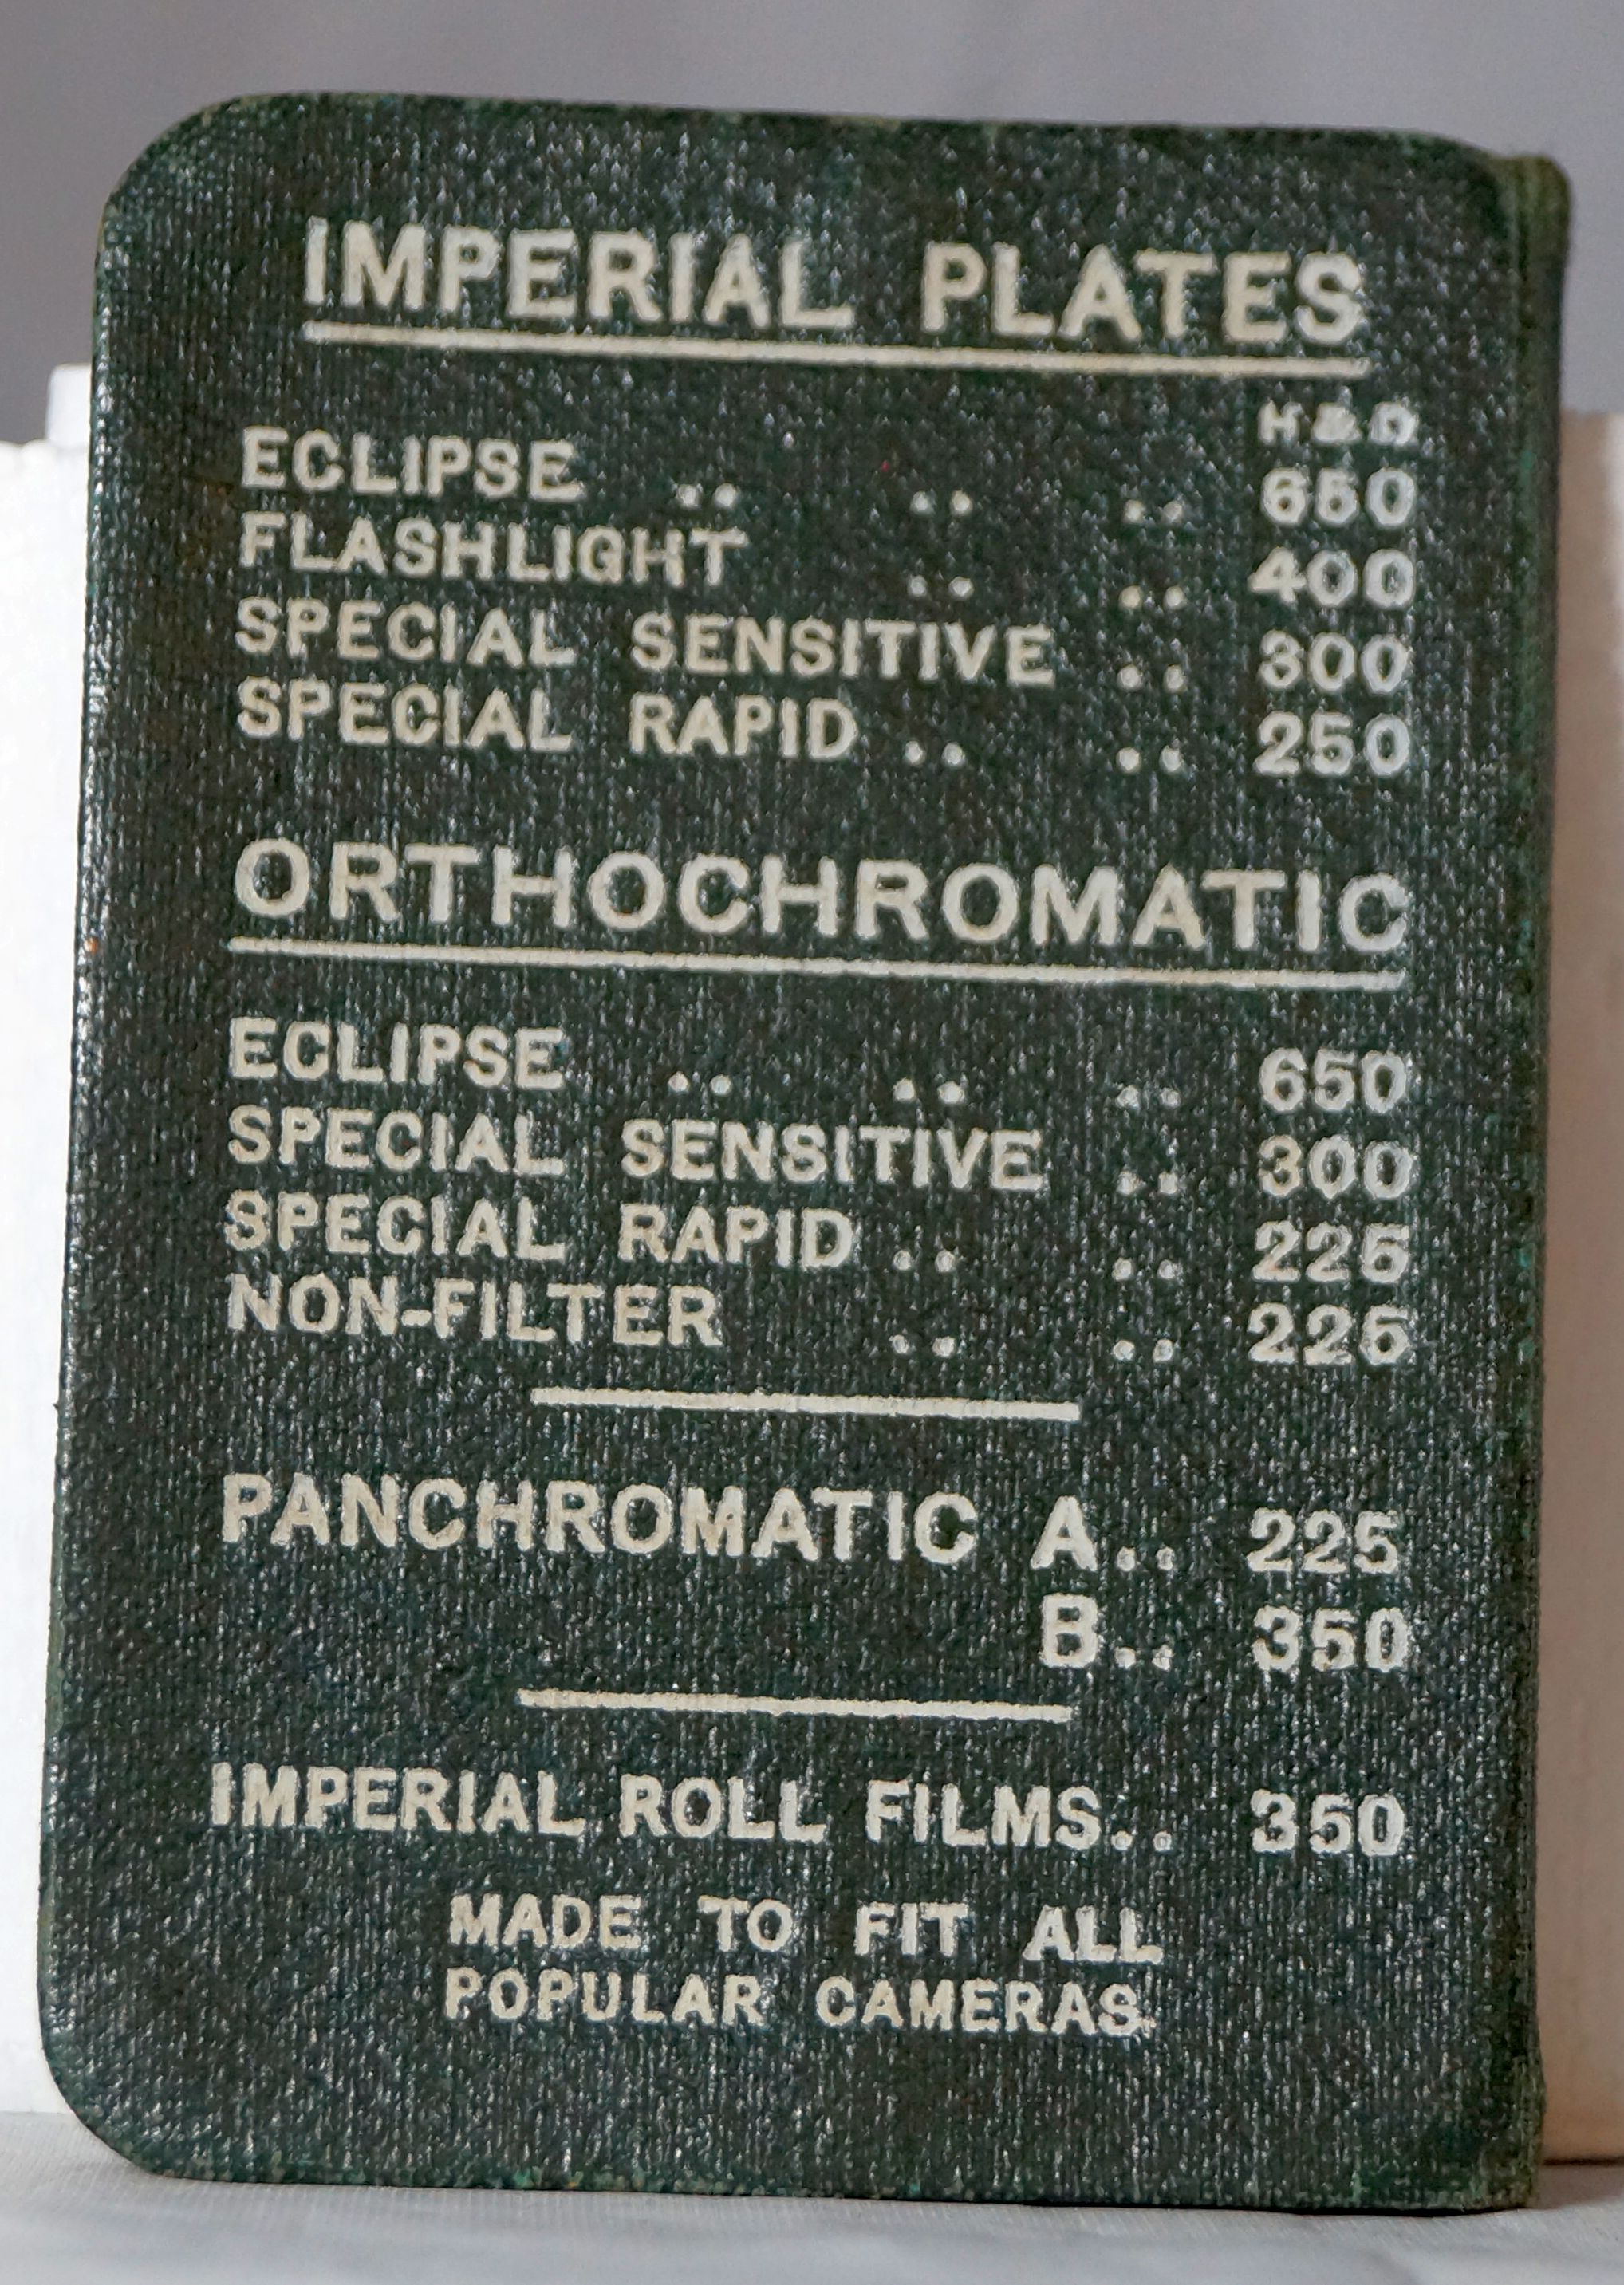 IMPERIAL PLATES
H & D
ECLIPSE .. .. .. 650
FLASHLIGHT .. .. 400
SPECIAL SENSITIVE .. 300
SPECIAL RAPID .. .. 250
ORTHOCHROMATIC
ECLIPSE .. .. .. 650
SPECIAL SENSITIVE .. 300
SPECIAL RAPID .. .. 225
NON-FILTER .. .. 225
PANCHROMATIC A.. 225
B.. 350
IMPERIAL ROLL FILMS.. 350
MADE TO FIT ALL
POPULAR CAMERAS.